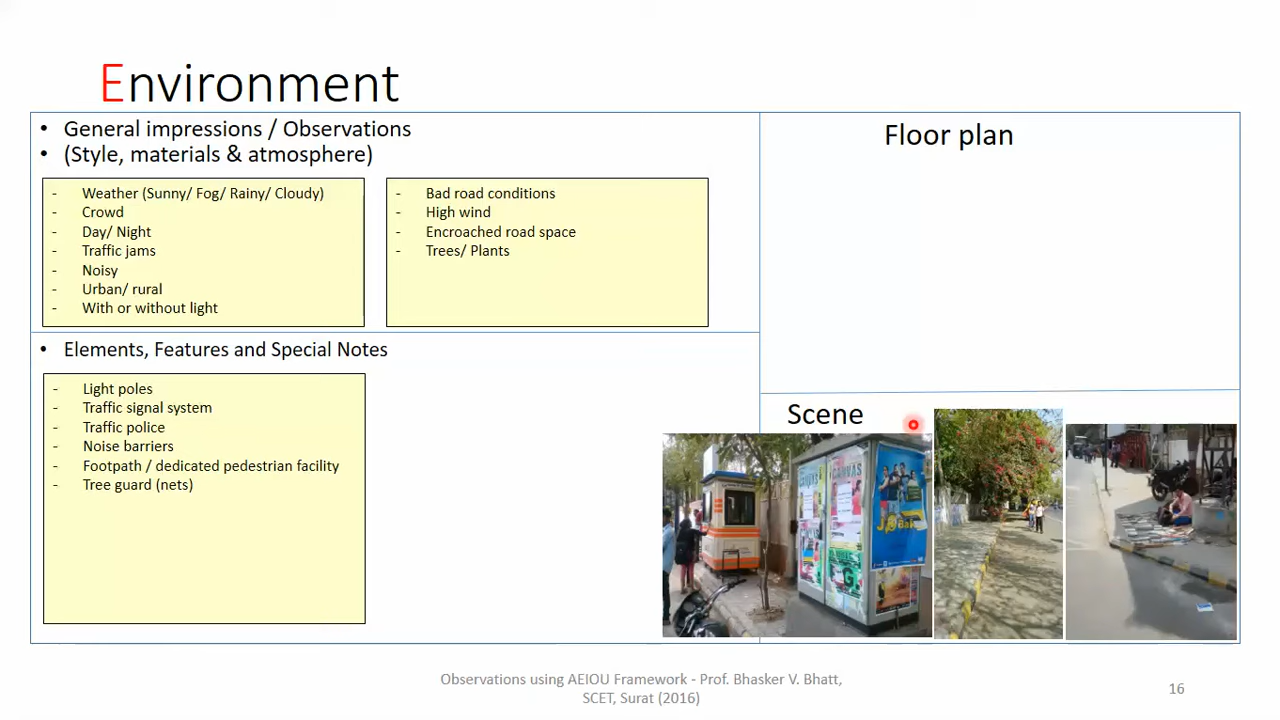 Environment
• General impressions / Observations
• (Style, materials & atmosphere)
- Weather (Sunny/ Fog/ Rainy/ Cloudy)
- Crowd
- Day/ Night
- Traffic jams
- Noisy
- Urban/ rural
- With or without light
- Bad road conditions
- High wind
- Encroached road space
- Trees/ Plants
• Elements, Features and Special Notes
- Light poles
- Traffic signal system
- Traffic police
- Noise barriers
- Footpath / dedicated pedestrian facility
- Tree guard (nets)
Floor plan
Scene
CANVAS
Observations using AEIOU Framework - Prof. Bhasker V. Bhatt,
SCET, Surat (2016)
16